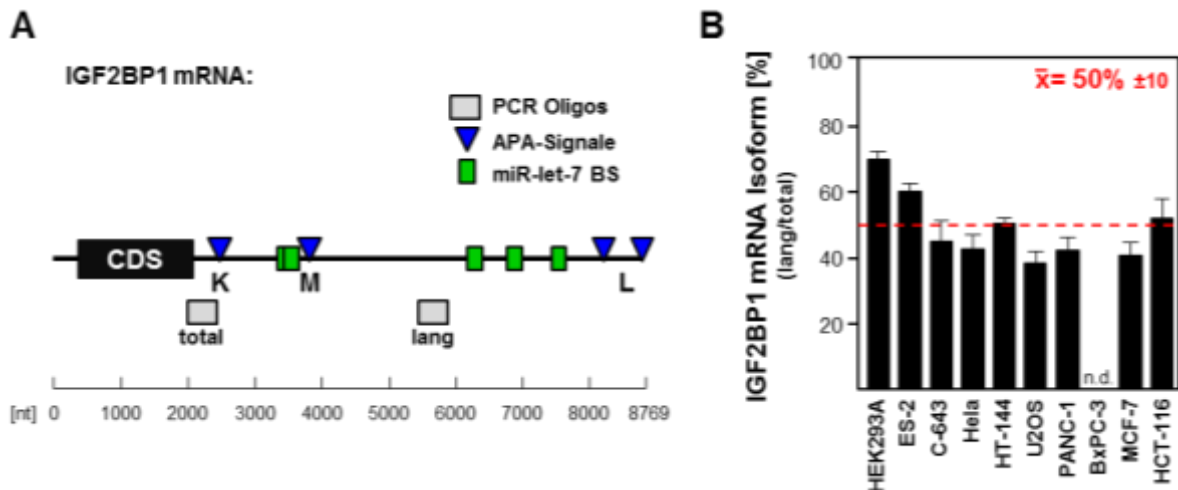 A
IGF2BP1 mRNA:
PCR Oligos
APA-Signale
miR-let-7 BS
CDS
K
M
L
total
lang
[nt] 0 1000 2000 3000 4000 5000 6000 7000 8000 8769
B
IGF2BP1 mRNA Isoform [%]
(lang/total)
100
80
60
40
20
x̄= 50% ±10
n.d.
HEK293A
ES-2
C-643
Hela
HT-144
U2OS
PANC-1
BxPC-3
MCF-7
HCT-116